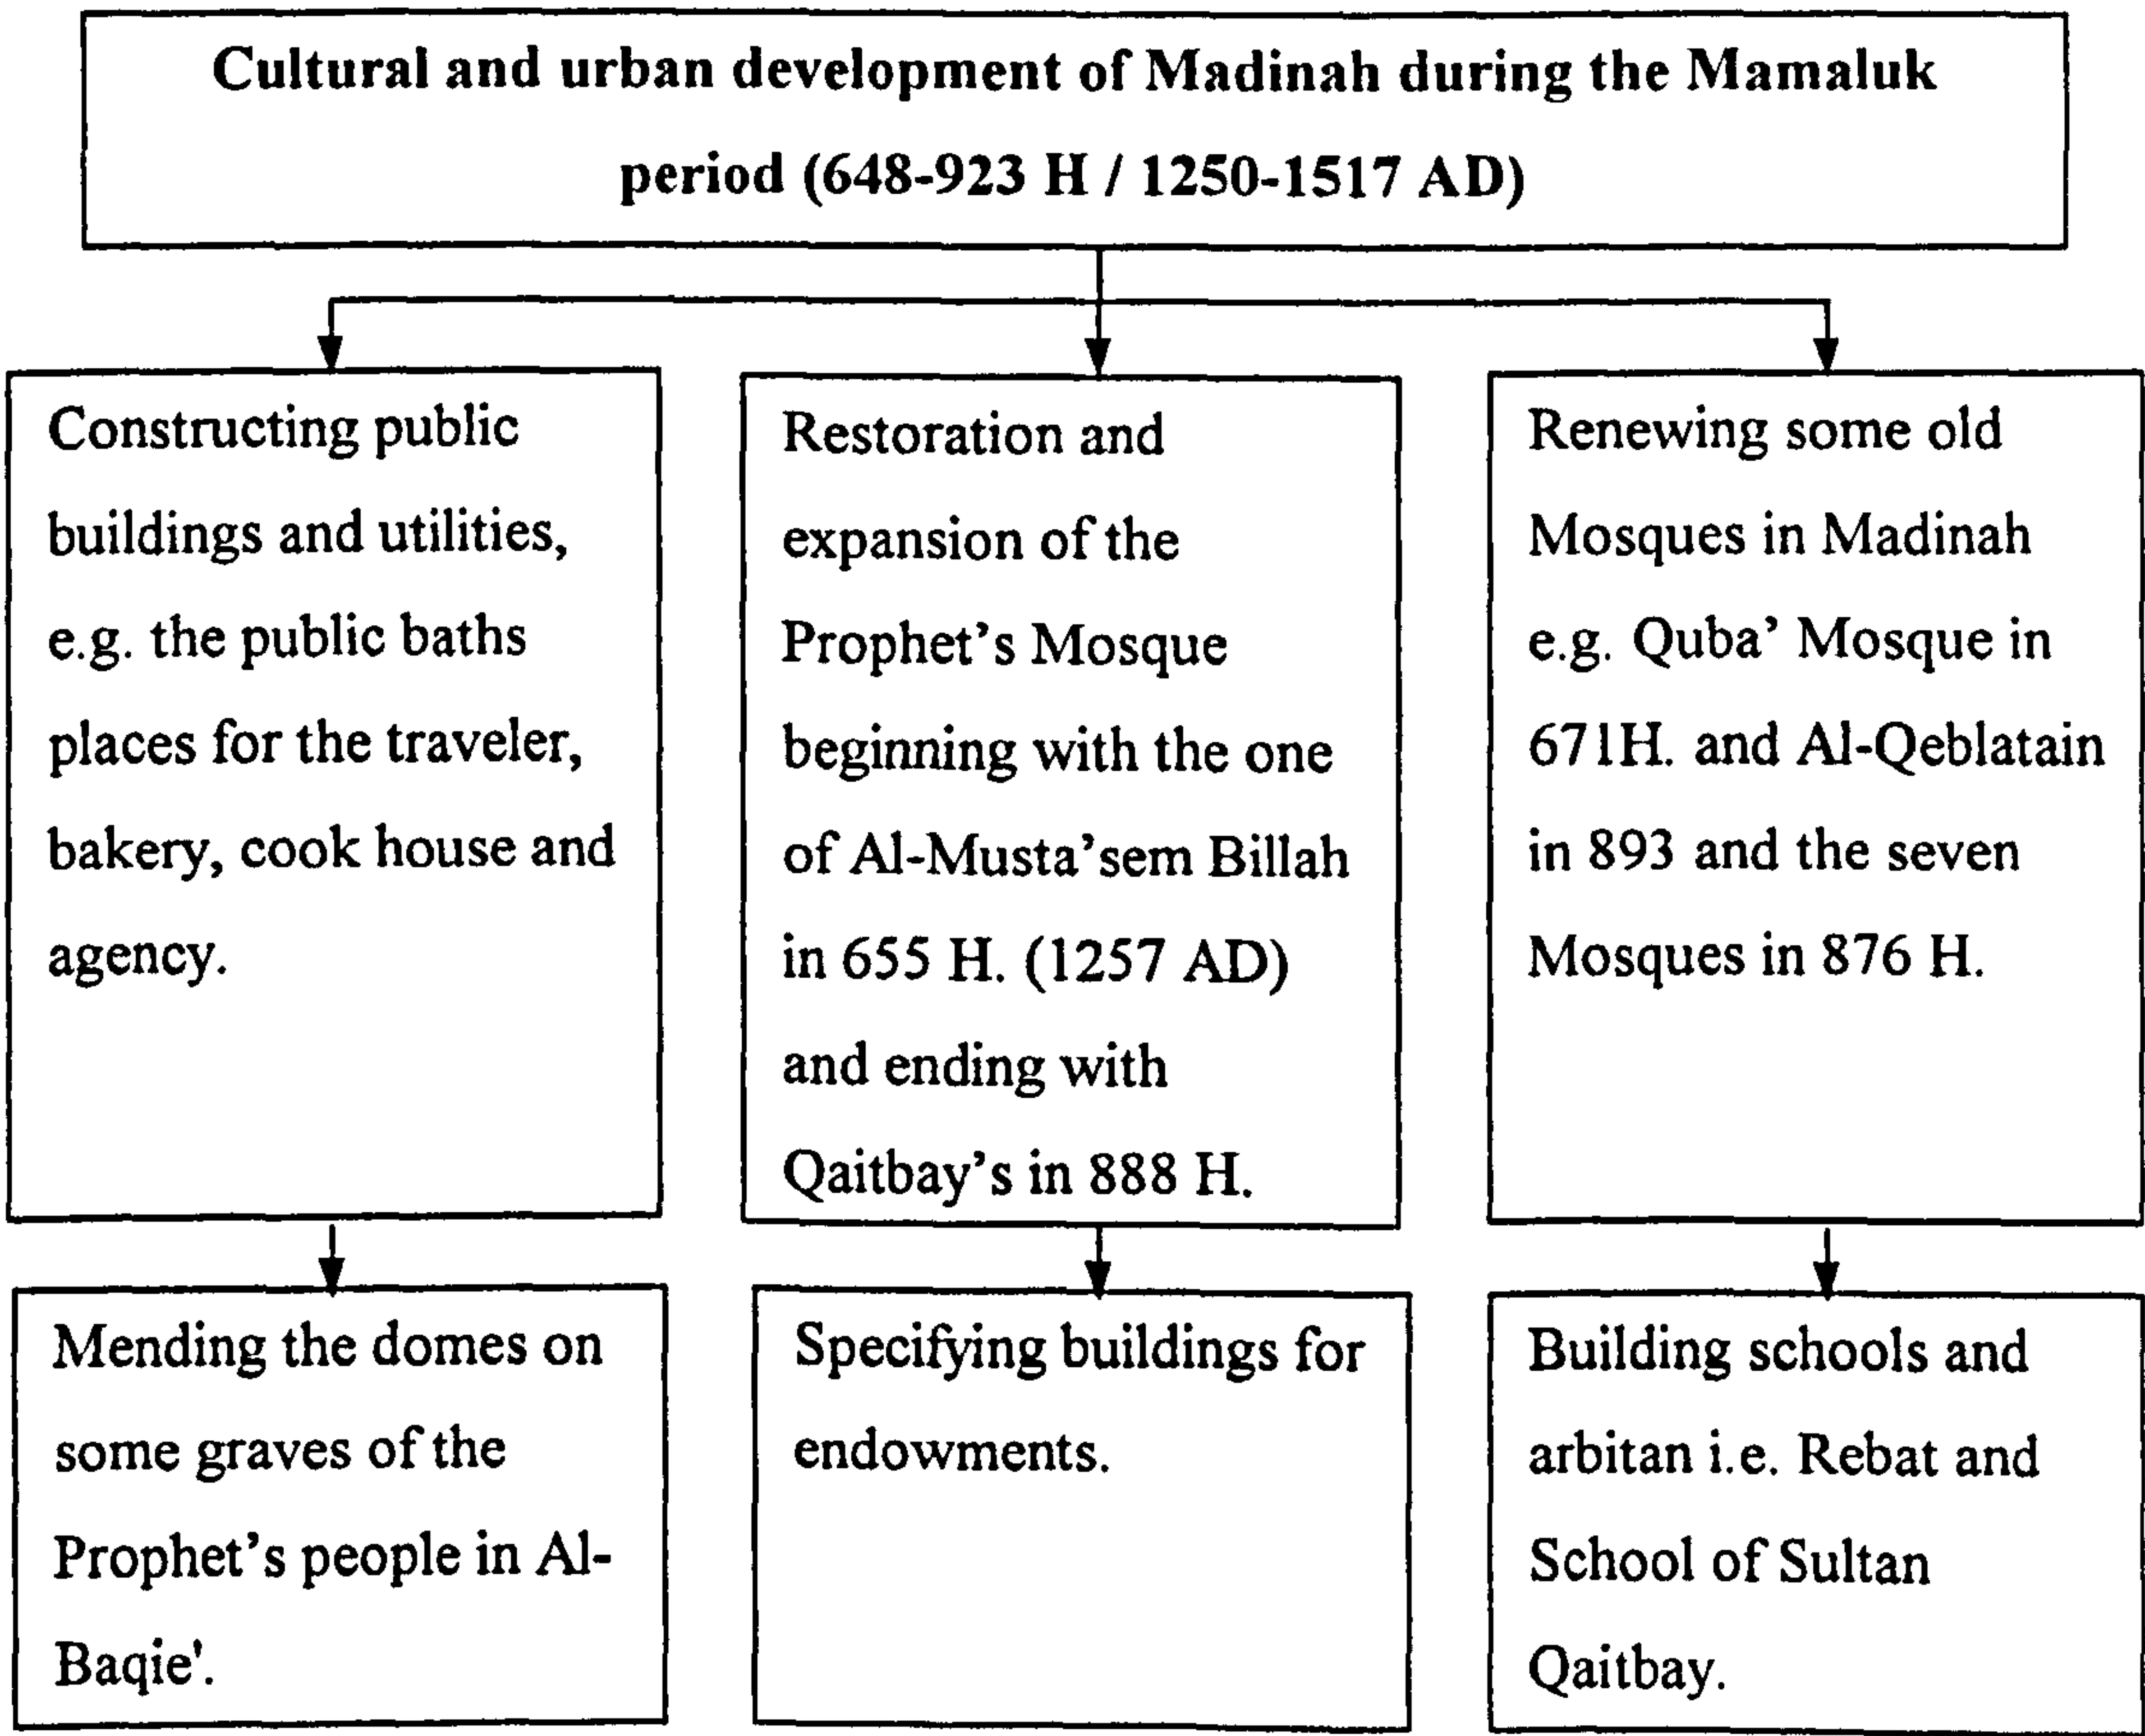 Cultural and urban development of Madinah during the Mamaluk
period (648-923 H / 1250-1517 AD)
Constructing public
buildings and utilities,
e.g. the public baths
places for the traveler,
bakery, cook house and
agency.
Restoration and
expansion of the
Prophet’s Mosque
beginning with the one
of Al-Musta’sem Billah
in 655 H. (1257 AD)
and ending with
Qaitbay’s in 888 H.
Renewing some old
Mosques in Madinah
e.g. Quba’ Mosque in
671H. and Al-Qeblatain
in 893 and the seven
Mosques in 876 H.
Mending the domes on
some graves of the
Prophet’s people in Al-
Baqie'.
Specifying buildings for
endowments.
Building schools and
arbitan i.e. Rebat and
School of Sultan
Qaitbay.